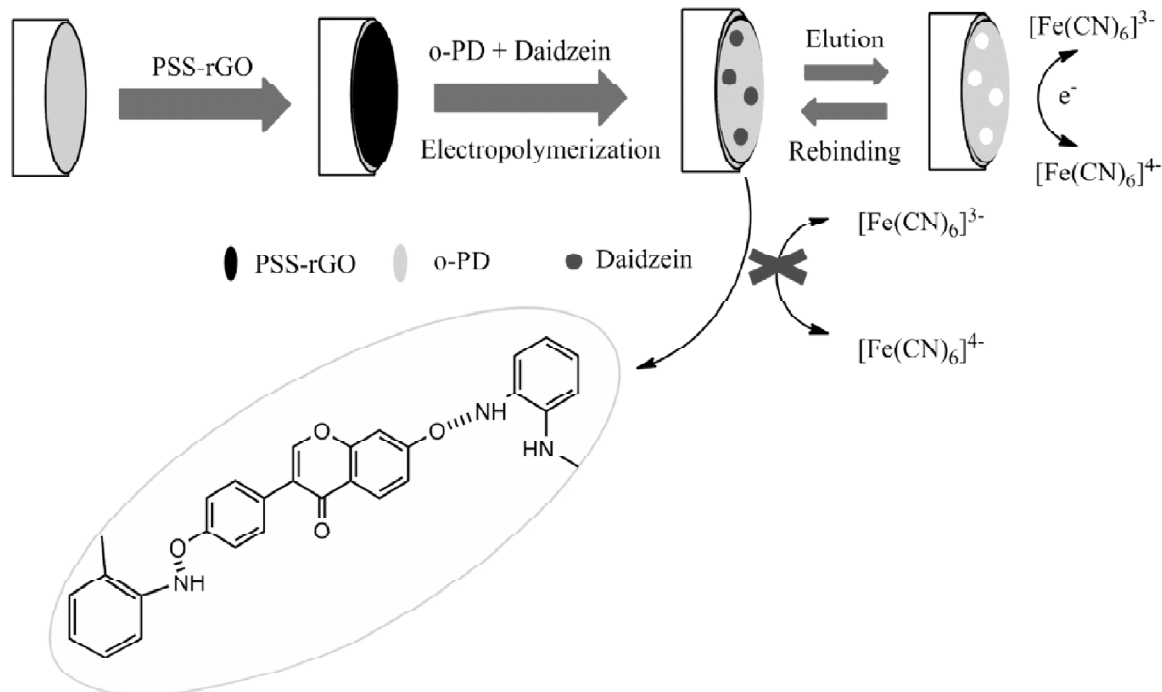 PSS-rGO
o-PD + Daidzein
Electropolymerization
Elution
Rebinding
[Fe(CN)6]3-
e-
[Fe(CN)6]4-
[Fe(CN)6]3-
[Fe(CN)6]4-
PSS-rGO
o-PD
Daidzein
O
O
NH
HN
O
O
NH